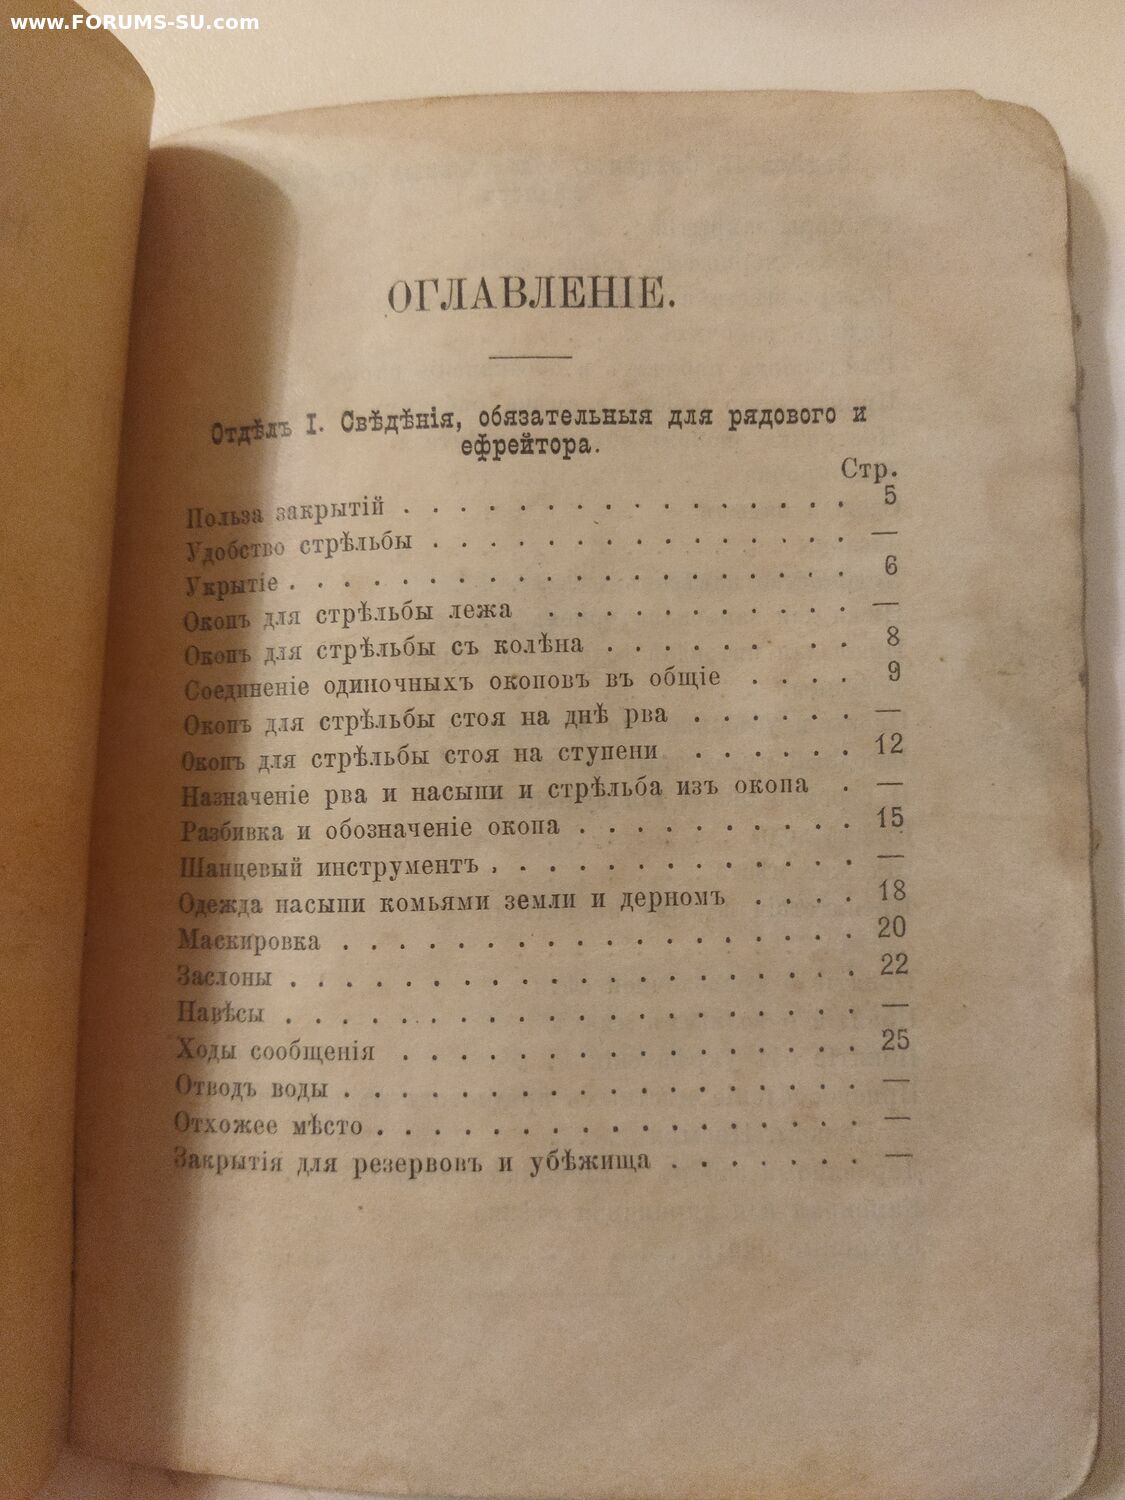 www.FORUMS-SU.com
ОГЛАВЛЕНІЕ.
Отдѣлъ I. Свѣдѣнія, обязательныя для рядового и
ефрейтора.
Стр.
Польза закрытій . . . . . . . . . . . . . . . . 5
Удобство стрѣльбы . . . . . . . . . . . . . . . —
Укрытіе . . . . . . . . . . . . . . . . . . . . 6
Окопъ для стрѣльбы лежа . . . . . . . . . . . —
Окопъ для стрѣльбы съ колѣна . . . . . . . . 8
Соединеніе одиночныхъ окоповъ въ общіе . . . . 9
Окопъ для стрѣльбы стоя на днѣ рва . . . . . . —
Окопъ для стрѣльбы стоя на ступени . . . . . . 12
Назначеніе рва и насыпи и стрѣльба изъ окопа . —
Разбивка и обозначеніе окопа . . . . . . . . . . 15
Шанцевый инструментъ . . . . . . . . . . . . . —
Одежда насыпи комьями земли и дерномъ . . . . 18
Маскировка . . . . . . . . . . . . . . . . . . 20
Заслоны . . . . . . . . . . . . . . . . . . . . 22
Навѣсы . . . . . . . . . . . . . . . . . . . . —
Ходы сообщенія . . . . . . . . . . . . . . . . 25
Отводъ воды . . . . . . . . . . . . . . . . . . —
Отхожее мѣсто . . . . . . . . . . . . . . . . . —
Закрытія для резервовъ и убѣжища . . . . . . . —